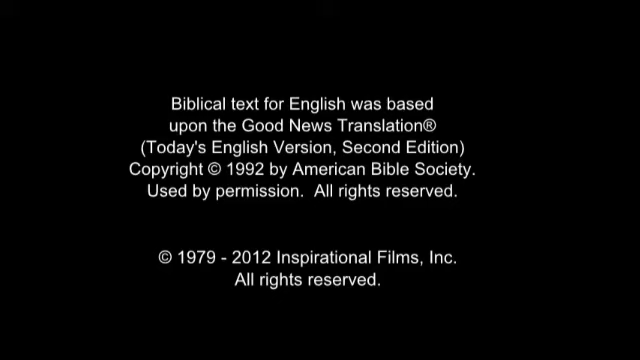 Biblical text for English was based
upon the Good News Translation®
(Today's English Version, Second Edition)
Copyright © 1992 by American Bible Society.
Used by permission.  All rights reserved.
© 1979 - 2012 Inspirational Films, Inc.
All rights reserved.